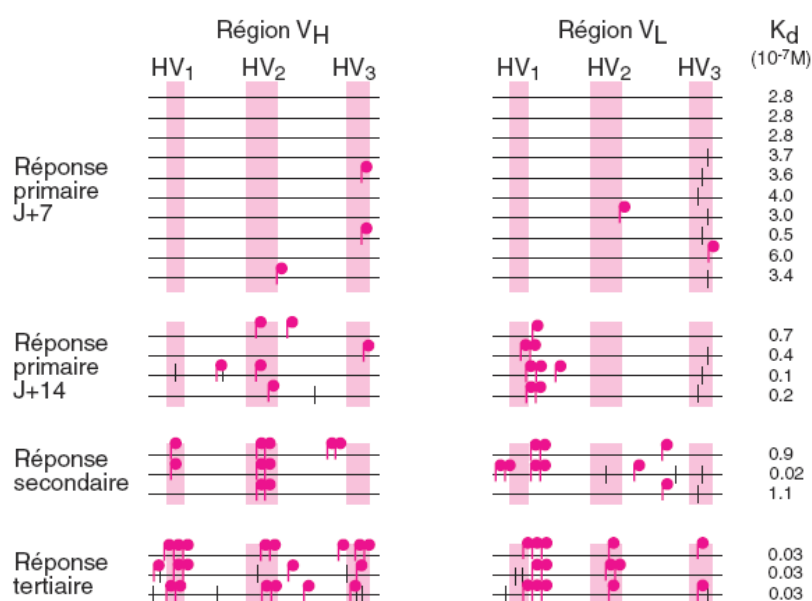 Région VH
Région VL
Kd
(10-7M)
HV1
HV2
HV3
HV1
HV2
HV3
Réponse
primaire
J+7
2.8
2.8
2.8
3.7
3.6
4.0
3.0
0.5
6.0
3.4
Réponse
primaire
J+14
0.7
0.4
0.1
0.2
Réponse
secondaire
0.9
0.02
1.1
Réponse
tertiaire
0.03
0.03
0.03